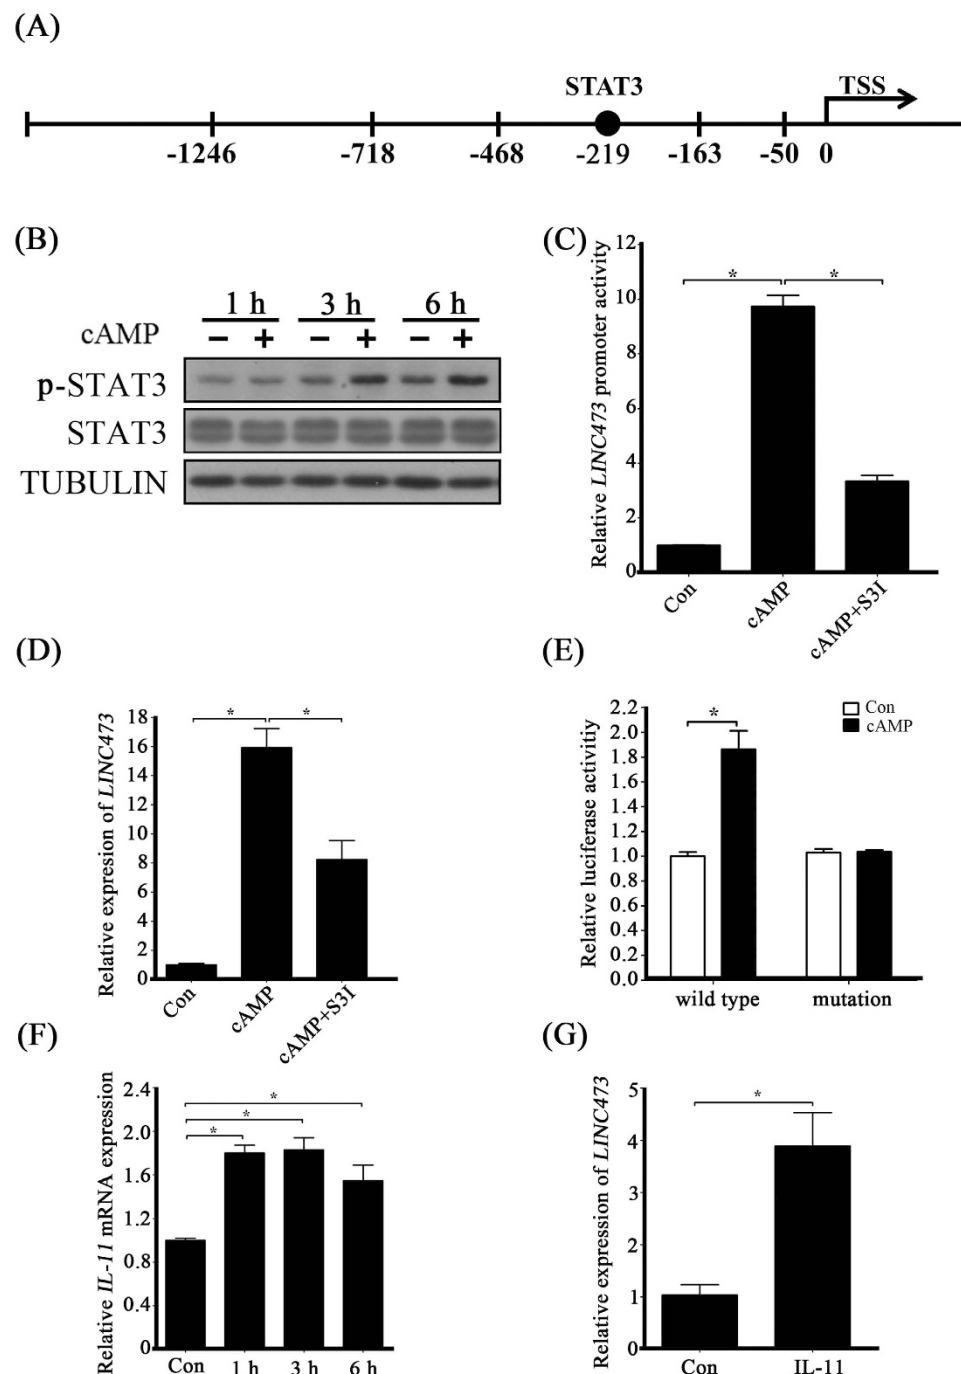 (A)
STAT3 TSS
-1246 -718 -468 -219 -163 -50 0
(B)
1 h 3 h 6 h
cAMP − + − + − +
p-STAT3
STAT3
TUBULIN
(C)
Relative LINC473 promoter activity
12
10
8
6
4
2
0
* *
Con cAMP cAMP+S3I
(D)
Relative expresion of LINC473
18
16
14
12
10
8
6
4
2
0
* *
Con cAMP cAMP+S3I
(E)
Relative luciferase activitiy
2.2
2.0
1.8
1.6
1.4
1.2
1.0
0.8
0.6
0.4
0.2
0.0
*
Con
cAMP
wild type mutation
(F)
Relative IL-11 mRNA expression
2.4
2.0
1.6
1.2
0.8
0.4
0
*
*
*
Con 1 h 3 h 6 h
(G)
Relative expression of LINC473
5
4
3
2
1
0
*
Con IL-11